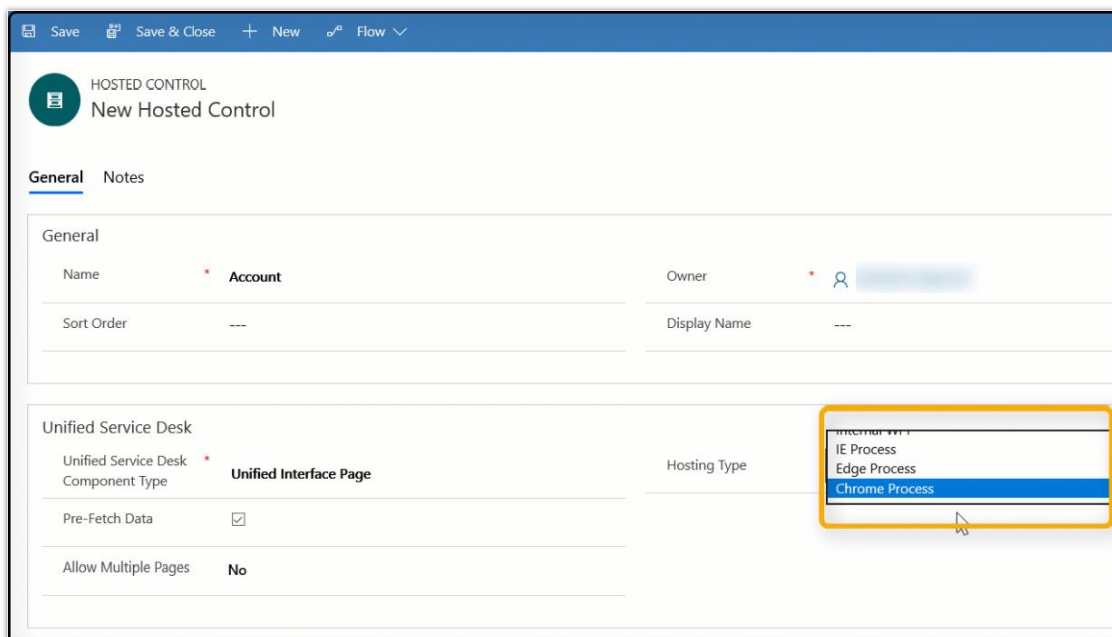 Save Save & Close New Flow
HOSTED CONTROL
New Hosted Control
General Notes
General
Name * Account
Owner *
Sort Order ---
Display Name ---
Unified Service Desk
Unified Service Desk *
Component Type
Unified Interface Page
Hosting Type
IE Process
Edge Process
Chrome Process
Pre-Fetch Data
Allow Multiple Pages No